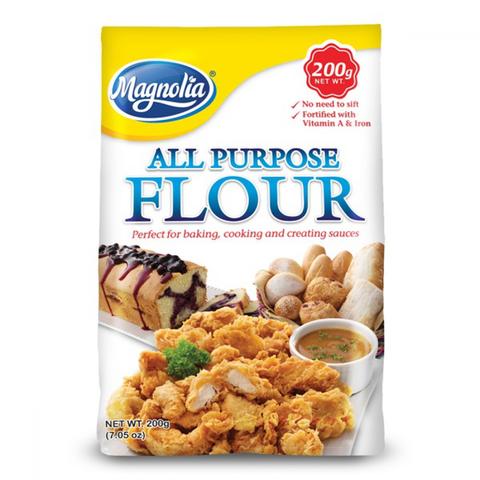 Magnolia®
200g
NET WT.
✓ No need to sift
✓ Fortified with
Vitamin A & Iron
ALL PURPOSE
FLOUR
Perfect for baking, cooking and creating sauces
NET WT. 200g
(7.05 oz)